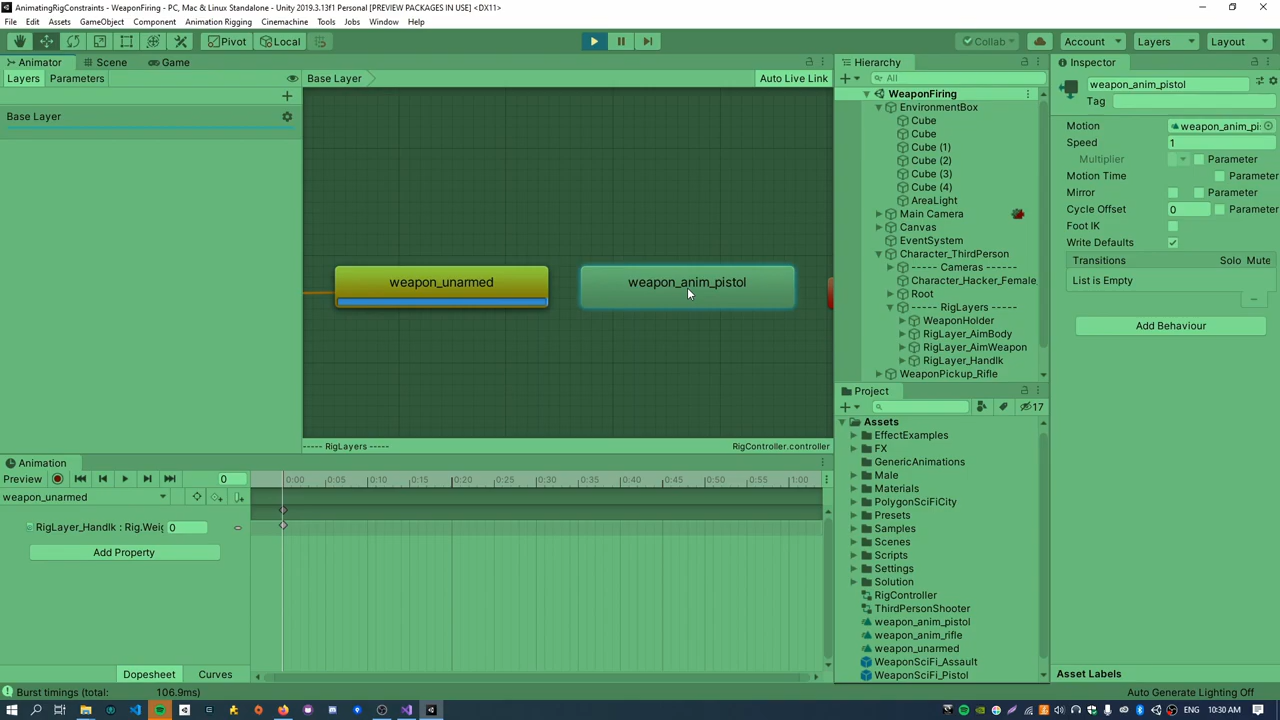 AnimatingRigConstraints - WeaponFiring - PC, Mac & Linux Standalone - Unity 2019.3.13f1 Personal [PREVIEW PACKAGES IN USE] <DX11>
File Edit Assets GameObject Component Animation Rigging Cinemachine Tools Jobs Window Help
Pivot Local Collab Account Layers Layout
Animator Scene Game
Layers Parameters Base Layer Auto Live Link
Base Layer
weapon_unarmed weapon_anim_pistol
----- RigLayers ----- RigController.controller
Animation
Preview 0 0:00 0:05 0:10 0:15 0:20 0:25 0:30 0:35 0:40 0:45 0:50 0:55 1:00
weapon_unarmed
RigLayer_HandIk : Rig.Weig 0
Add Property
Dopesheet Curves
Hierarchy
All
WeaponFiring
EnvironmentBox
Cube
Cube
Cube (1)
Cube (2)
Cube (3)
Cube (4)
AreaLight
Main Camera
Canvas
EventSystem
Character_ThirdPerson
----- Cameras ------
Character_Hacker_Female_
Root
----- RigLayers -----
WeaponHolder
RigLayer_AimBody
RigLayer_AimWeapon
RigLayer_HandIk
WeaponPickup_Rifle
Project
17
Assets
EffectExamples
FX
GenericAnimations
Male
Materials
PolygonSciFiCity
Presets
Samples
Scenes
Scripts
Settings
Solution
RigController
ThirdPersonShooter
weapon_anim_pistol
weapon_anim_rifle
weapon_unarmed
WeaponSciFi_Assault
WeaponSciFi_Pistol
Inspector
weapon_anim_pistol
Tag
Motion weapon_anim_pi
Speed 1
Multiplier Parameter
Motion Time Parameter
Mirror Parameter
Cycle Offset 0 Parameter
Foot IK
Write Defaults
Transitions Solo Mute
List is Empty
Add Behaviour
Asset Labels
Burst timings (total: 106.9ms) Auto Generate Lighting Off
ENG 10:30 AM